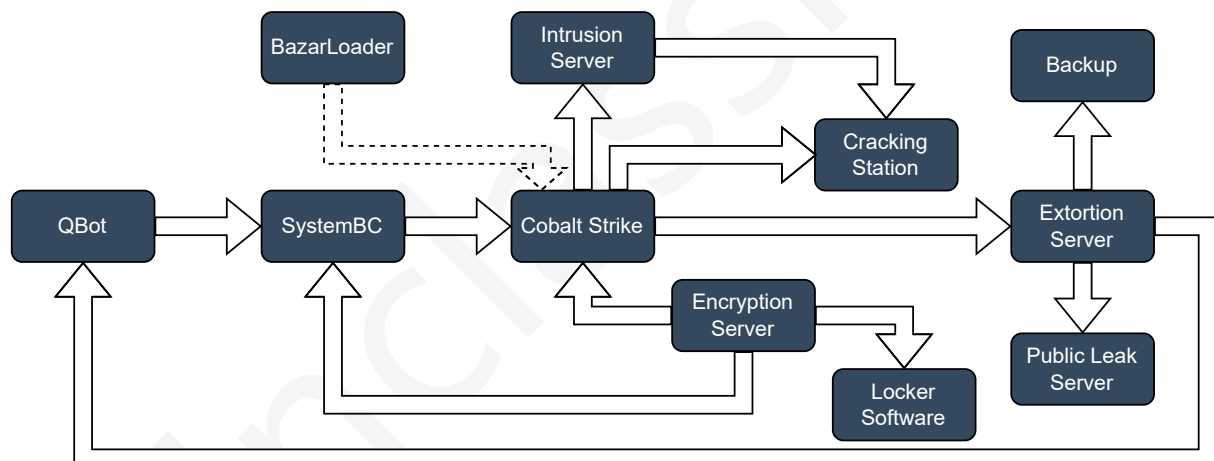 BazarLoader
Intrusion
Server
Backup
Cracking
Station
QBot
SystemBC
Cobalt Strike
Extortion
Server
Encryption
Server
Public Leak
Server
Locker
Software